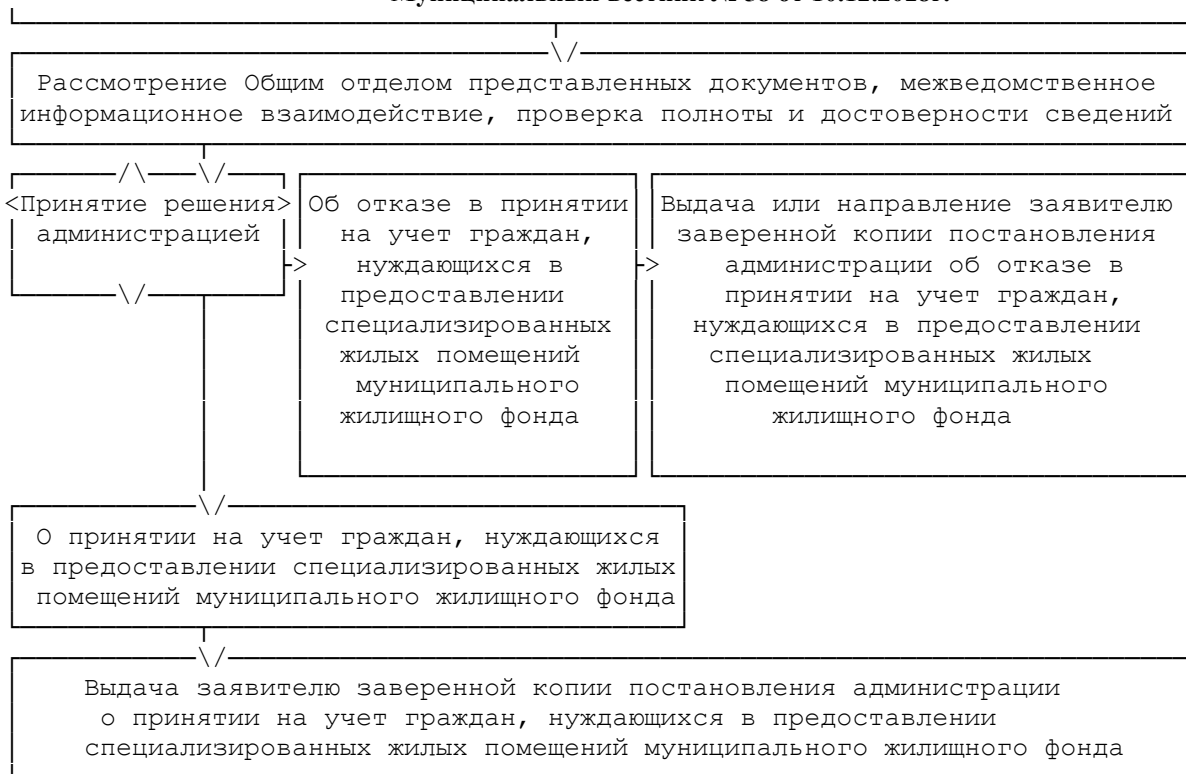 Рассмотрение Общим отделом представленных документов, межведомственное
информационное взаимодействие, проверка полноты и достоверности сведений
<Принятие решения>
администрацией
Об отказе в принятии
на учет граждан,
нуждающихся в
предоставлении
специализированных
жилых помещений
муниципального
жилищного фонда
Выдача или направление заявителю
заверенной копии постановления
администрации об отказе в
принятии на учет граждан,
нуждающихся в предоставлении
специализированных жилых
помещений муниципального
жилищного фонда
О принятии на учет граждан, нуждающихся
в предоставлении специализированных жилых
помещений муниципального жилищного фонда
Выдача заявителю заверенной копии постановления администрации
о принятии на учет граждан, нуждающихся в предоставлении
специализированных жилых помещений муниципального жилищного фонда